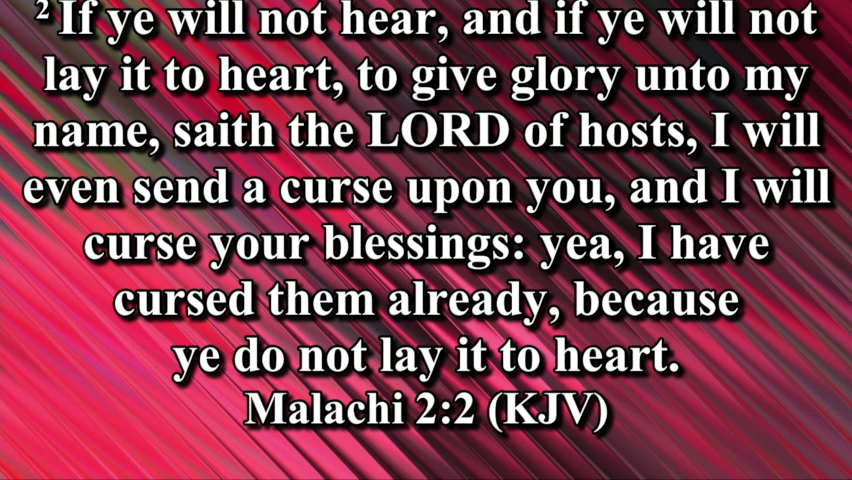 2 If ye will not hear, and if ye will not
lay it to heart, to give glory unto my
name, saith the LORD of hosts, I will
even send a curse upon you, and I will
curse your blessings: yea, I have
cursed them already, because
ye do not lay it to heart.
Malachi 2:2 (KJV)